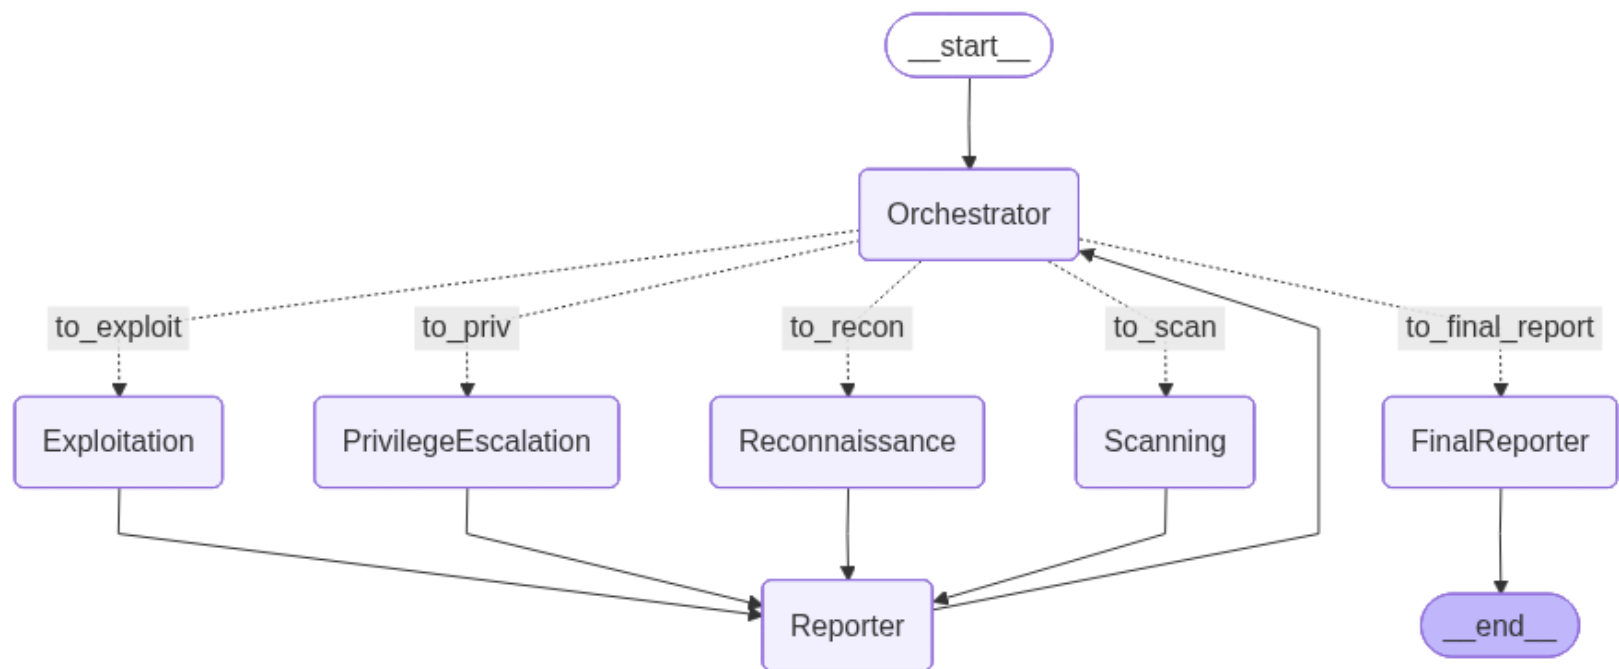 __start__
Orchestrator
to_exploit
to_priv
to_recon
to_scan
to_final_report
Exploitation
PrivilegeEscalation
Reconnaissance
Scanning
FinalReporter
Reporter
__end__